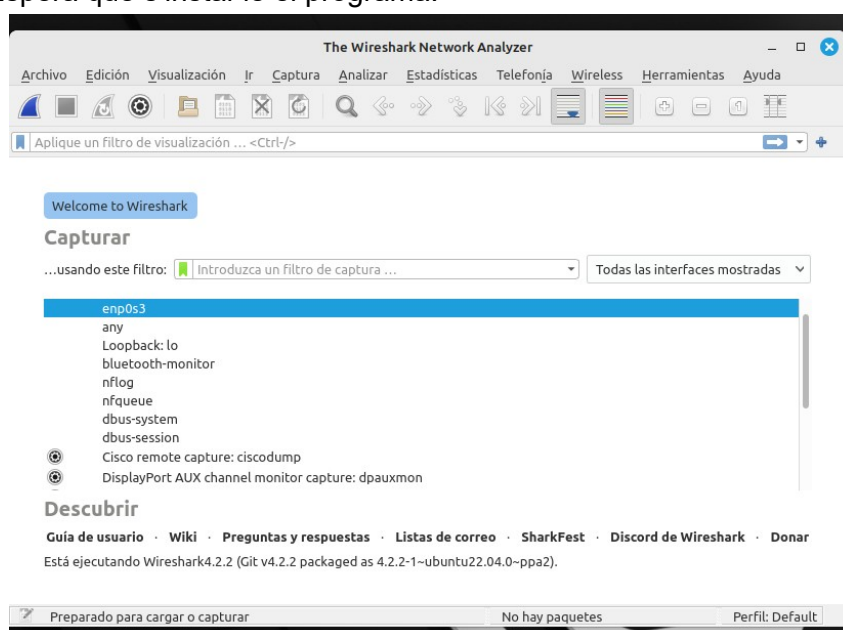 que s'instal·lo el programa.
The Wireshark Network Analyzer
Archivo Edición Visualización Ir Captura Analizar Estadísticas Telefonía Wireless Herramientas Ayuda
Aplique un filtro de visualización … <Ctrl-/>
Welcome to Wireshark
Capturar
…usando este filtro: Introduzca un filtro de captura … Todas las interfaces mostradas
enp0s3
any
Loopback: lo
bluetooth-monitor
nflog
nfqueue
dbus-system
dbus-session
Cisco remote capture: ciscodump
DisplayPort AUX channel monitor capture: dpauxmon
Descubrir
Guía de usuario · Wiki · Preguntas y respuestas · Listas de correo · SharkFest · Discord de Wireshark · Donar
Está ejecutando Wireshark4.2.2 (Git v4.2.2 packaged as 4.2.2-1~ubuntu22.04.0~ppa2).
Preparado para cargar o capturar No hay paquetes Perfil: Default